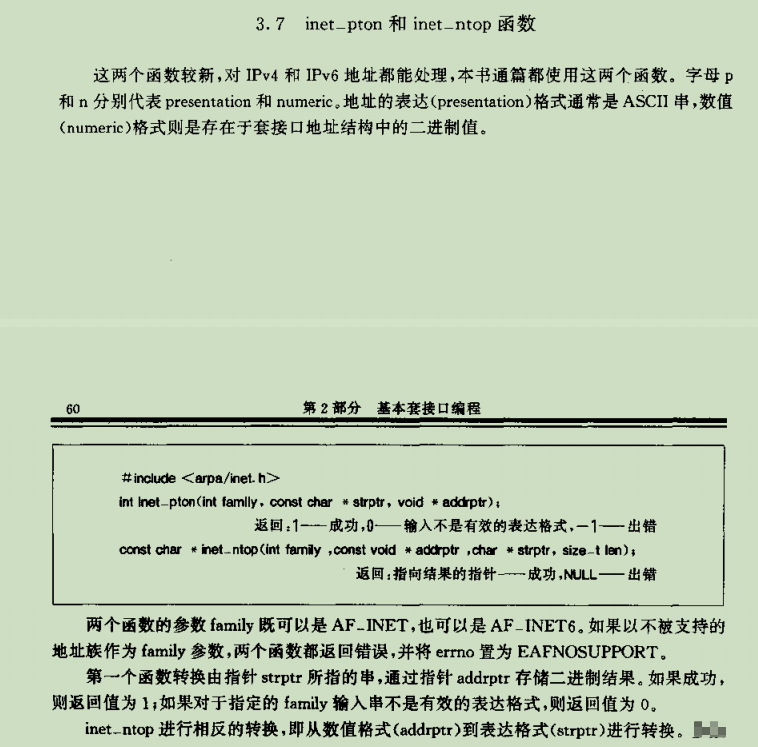 3.7 inet_pton 和 inet_ntop 函数
这两个函数较新,对 IPv4 和 IPv6 地址都能处理,本书通篇都使用这两个函数。字母 p
和 n 分别代表 presentation 和 numeric。地址的表达(presentation)格式通常是 ASCII 串,数值
(numeric)格式则是存在于套接口地址结构中的二进制值。
60 第 2 部分 基本套接口编程
#include <arpa/inet.h>
int inet_pton(int family, const char * strptr, void * addrptr);
返回:1——成功,0——输入不是有效的表达格式,-1——出错
const char * inet_ntop(int family ,const void * addrptr ,char * strptr, size_t len);
返回:指向结果的指针——成功,NULL——出错
两个函数的参数 family 既可以是 AF_INET,也可以是 AF_INET6。如果以不被支持的
地址族作为 family 参数,两个函数都返回错误,并将 errno 置为 EAFNOSUPPORT。
第一个函数转换由指针 strptr 所指的串,通过指针 addrptr 存储二进制结果。如果成功,
则返回值为 1;如果对于指定的 family 输入串不是有效的表达格式,则返回值为 0。
inet_ntop 进行相反的转换,即从数值格式(addrptr)到表达格式(strptr)进行转换。